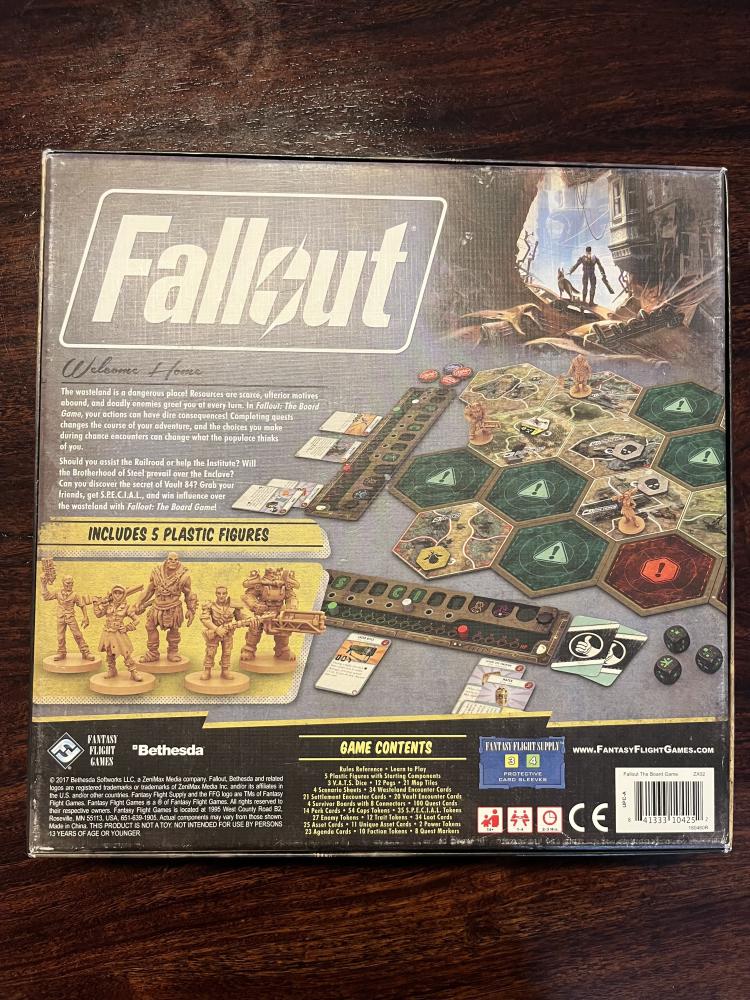 Fallout®
Welcome Home
The wasteland is a dangerous place! Resources are scarce, ulterior motives
abound, and deadly enemies greet you at every turn. In Fallout: The Board
Game, your actions can have dire consequences! Completing quests
changes the course of your adventure, and the choices you make
during chance encounters can change what the populace thinks
of you.
Should you assist the Railroad or help the Institute? Will
the Brotherhood of Steel prevail over the Enclave?
Can you discover the secret of Vault 84? Grab your
friends, get S.P.E.C.I.A.L., and win influence over
the wasteland with Fallout: The Board Game!
INCLUDES 5 PLASTIC FIGURES
FANTASY
FLIGHT
GAMES
Bethesda
© 2017 Bethesda Softworks LLC, a ZeniMax Media company. Fallout, Bethesda and related
logos are registered trademarks or trademarks of ZeniMax Media Inc. and/or its affiliates in
the U.S. and/or other countries. Fantasy Flight Supply and the FFG logo are TMs of Fantasy
Flight Games. Fantasy Flight Games is a ® of Fantasy Flight Games. All rights reserved to
their respective owners. Fantasy Flight Games is located at 1995 West County Road B2,
Roseville, MN 55113, USA, 651-639-1905. Actual components may vary from those shown.
Made in China. THIS PRODUCT IS NOT A TOY. NOT INTENDED FOR USE BY PERSONS
13 YEARS OF AGE OR YOUNGER
GAME CONTENTS
Rules Reference • Learn to Play
5 Plastic Figures with Starting Components
3 V.A.T.S. Dice • 12 Pegs • 21 Map Tiles
4 Scenario Sheets • 34 Wasteland Encounter Cards
21 Settlement Encounter Cards • 20 Vault Encounter Cards
4 Survivor Boards with 8 Connectors • 100 Quest Cards
14 Perk Cards • 54 Caps Tokens • 35 S.P.E.C.I.A.L. Tokens
27 Enemy Tokens • 12 Trait Tokens • 34 Loot Cards
25 Asset Cards • 11 Unique Asset Cards • 2 Power Tokens
23 Agenda Cards • 10 Faction Tokens • 8 Quest Markers
FANTASY FLIGHT SUPPLY
3 4
PROTECTIVE
CARD SLEEVES
14+
1-4
2-3 Hrs.
CE
WWW.FANTASYFLIGHTGAMES.COM
Fallout The Board Game ZX02
UPC-A
8 41333 10425 2